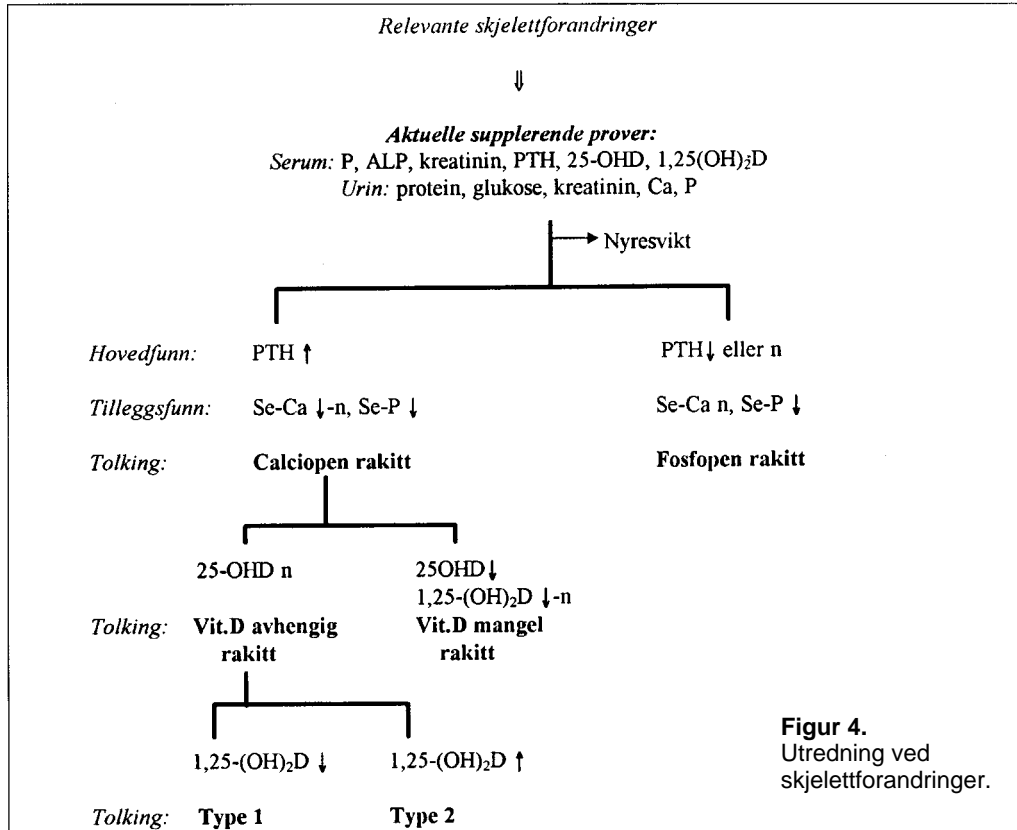 Relevante skjelettforandringer
⇓
Aktuelle supplerende prover:
Serum: P, ALP, kreatinin, PTH, 25-OHD, 1,25(OH)₂D
Urin: protein, glukose, kreatinin, Ca, P
Nyresvikt
Hovedfunn: PTH ↑ PTH↓ eller n
Tilleggsfunn: Se-Ca ↓-n, Se-P ↓ Se-Ca n, Se-P ↓
Tolking: Calciopen rakitt Fosfopen rakitt
25-OHD n 25OHD↓
1,25-(OH)₂D ↓-n
Tolking: Vit.D avhengig Vit.D mangel
rakitt rakitt
1,25-(OH)₂D ↓ 1,25-(OH)₂D ↑
Tolking: Type 1 Type 2
Figur 4.
Utredning ved
skjelettforandringer.